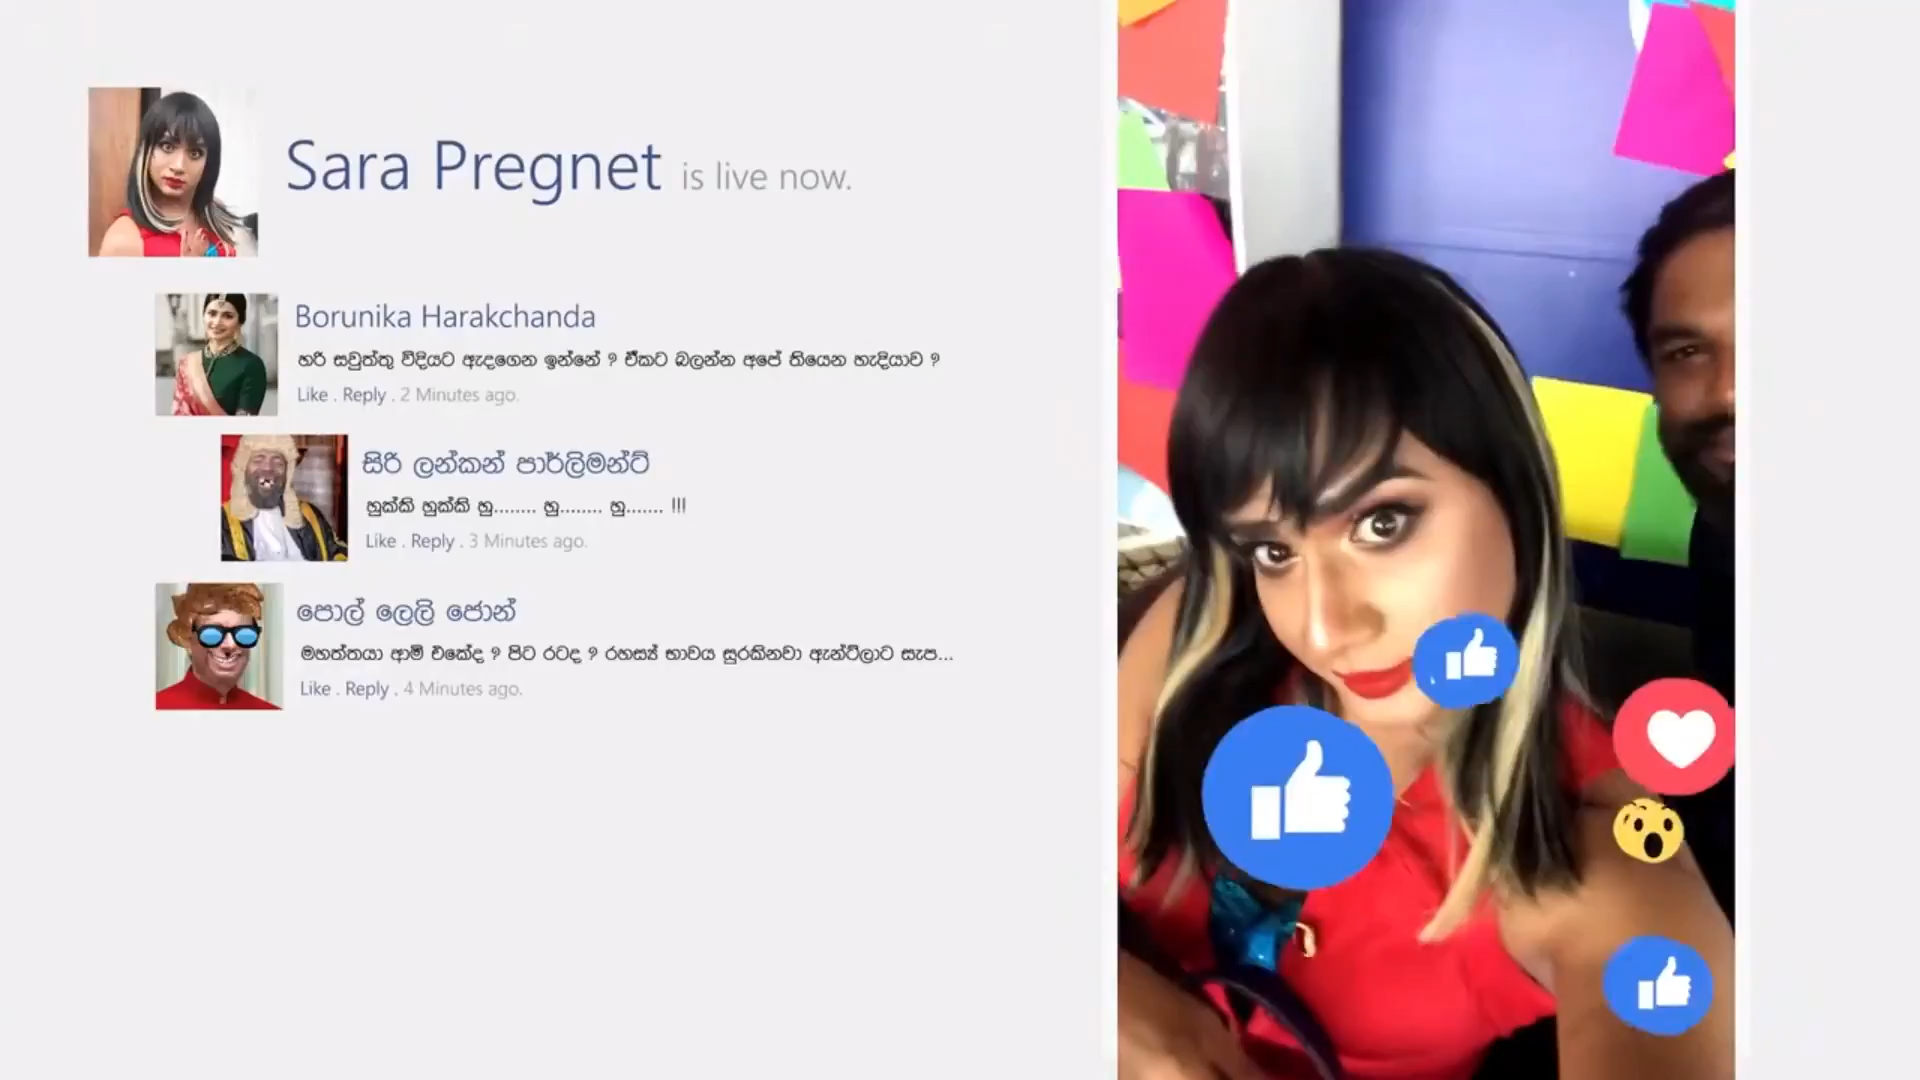 Sara Pregnet is live now.
Borunika Harakchanda
හරි සවුත්තු විදියට ඇදගෙන ඉන්නේ ? ඒකට බලන්න අපේ තියෙන හැදියාව ?
Like . Reply . 2 Minutes ago.
සිරි ලන්කන් පාර්ලිමන්ට්
හුක්කි හුක්කි හු........ හු........ හු....... !!!
Like . Reply . 3 Minutes ago.
පොල් ලෙලි ජොන්
මහත්තයා ආමි එකේද ? පිට රටද ? රහස්‍ය භාවය සුරකිනවා ඇන්ටිලාට සැප...
Like . Reply . 4 Minutes ago.